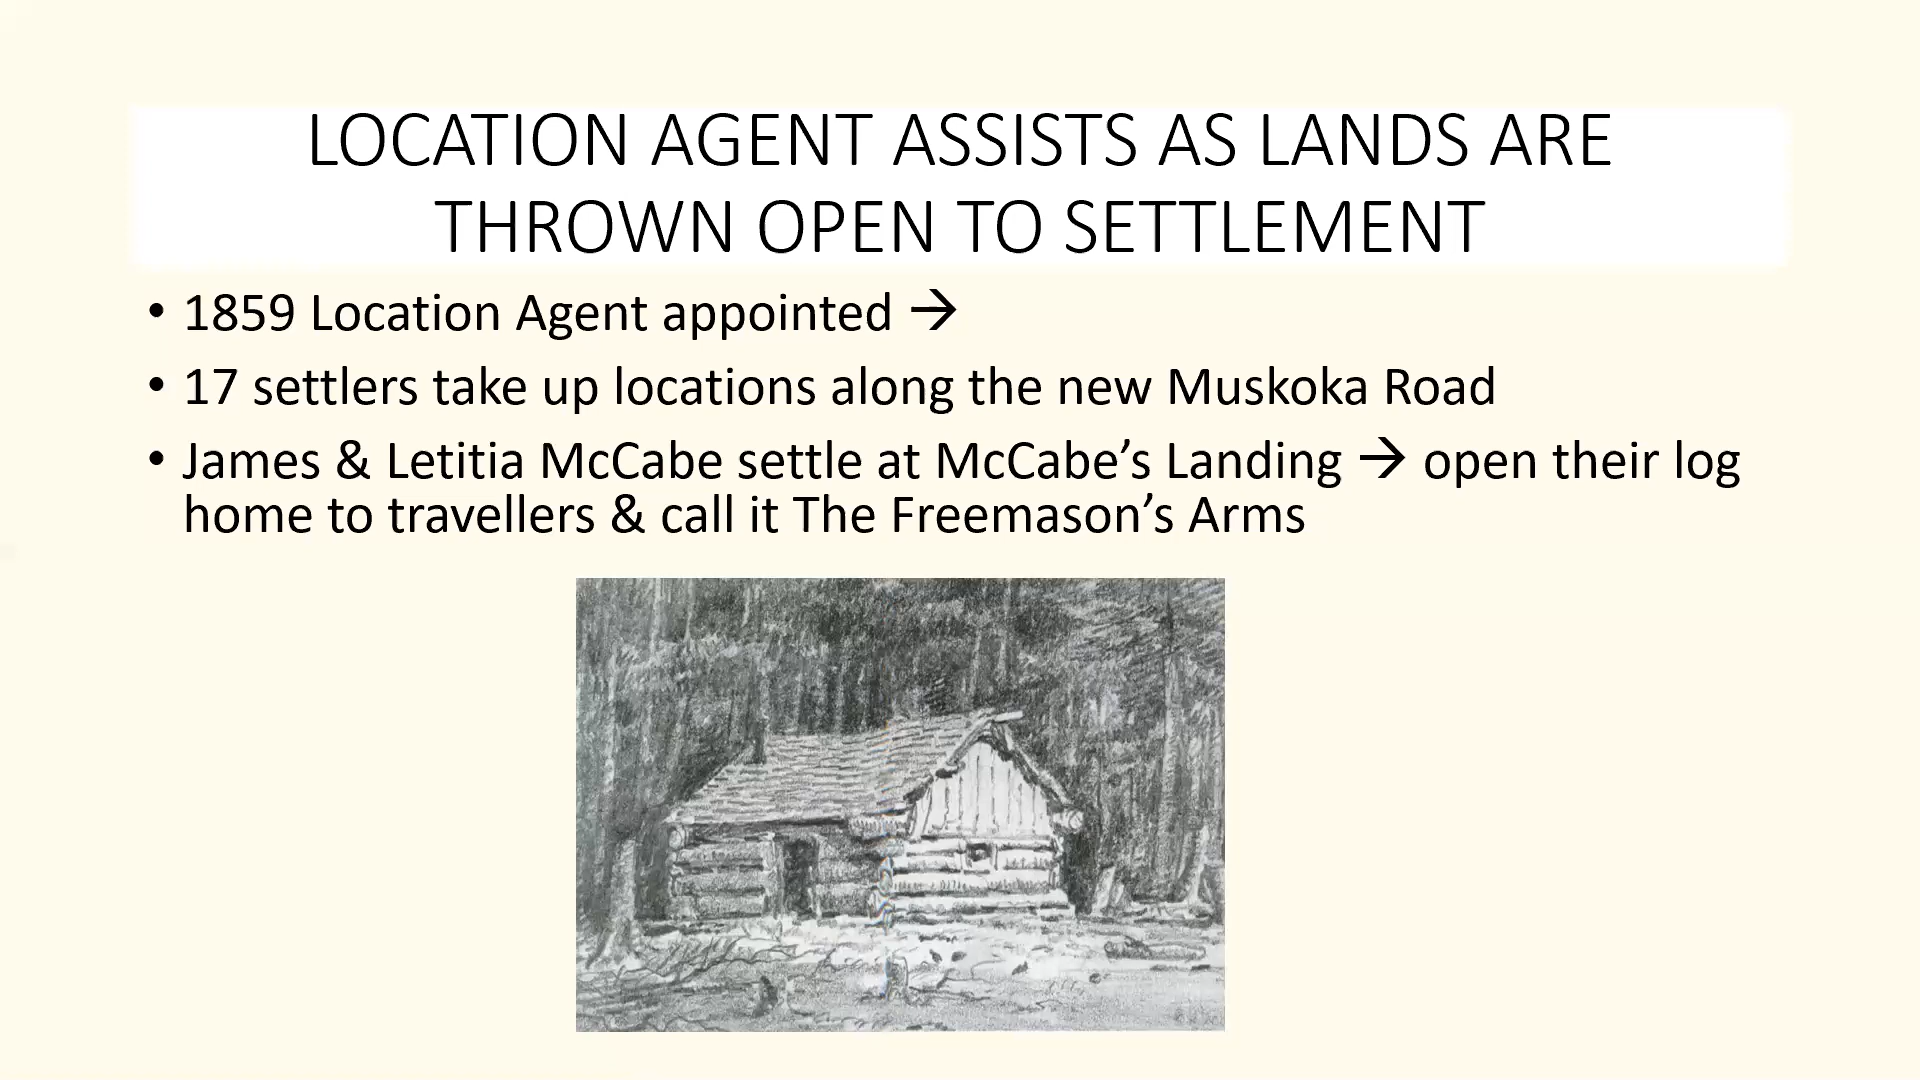 LOCATION AGENT ASSISTS AS LANDS ARE
THROWN OPEN TO SETTLEMENT
• 1859 Location Agent appointed →
• 17 settlers take up locations along the new Muskoka Road
• James & Letitia McCabe settle at McCabe’s Landing → open their log
home to travellers & call it The Freemason’s Arms